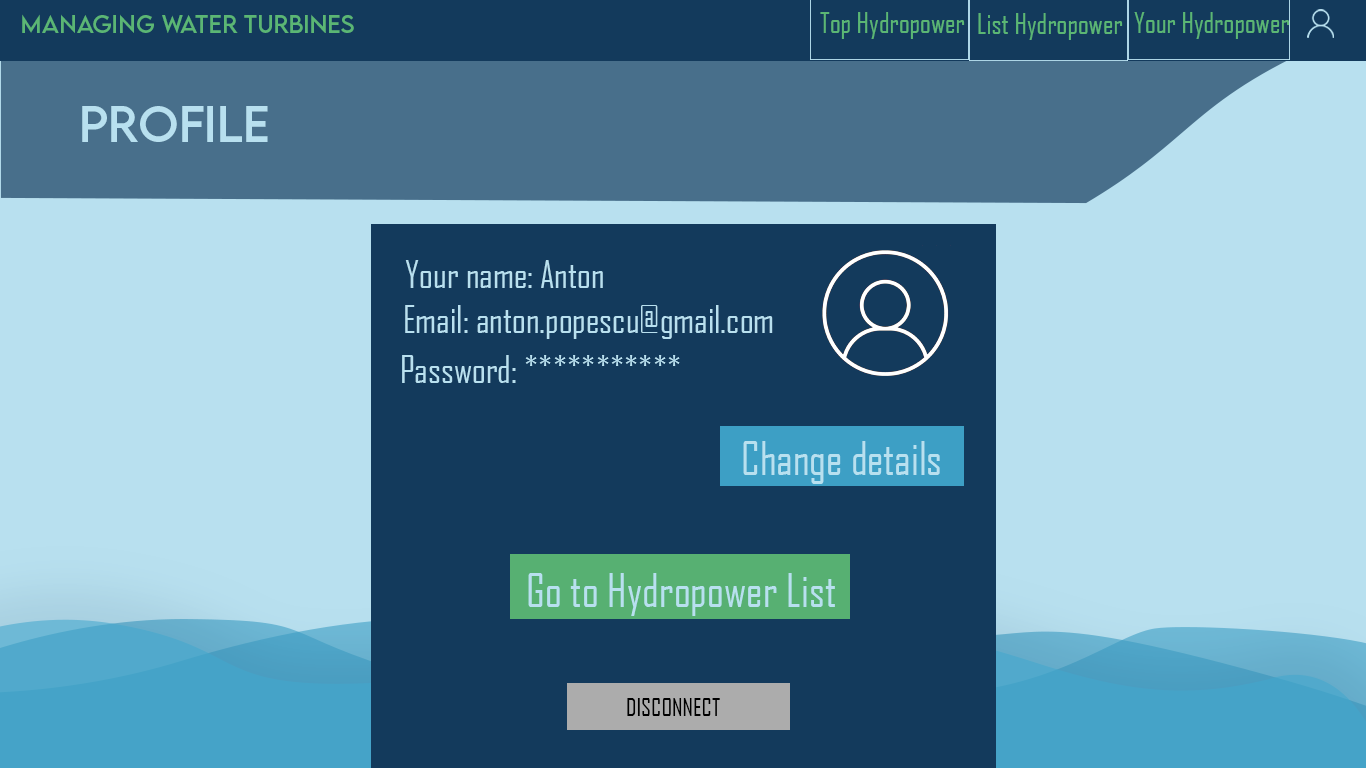 MANAGING WATER TURBINES
Top Hydropower
List Hydropower
Your Hydropower
PROFILE
Your name: Anton
Email: anton.popescu@gmail.com
Password: ***********
Change details
Go to Hydropower List
DISCONNECT